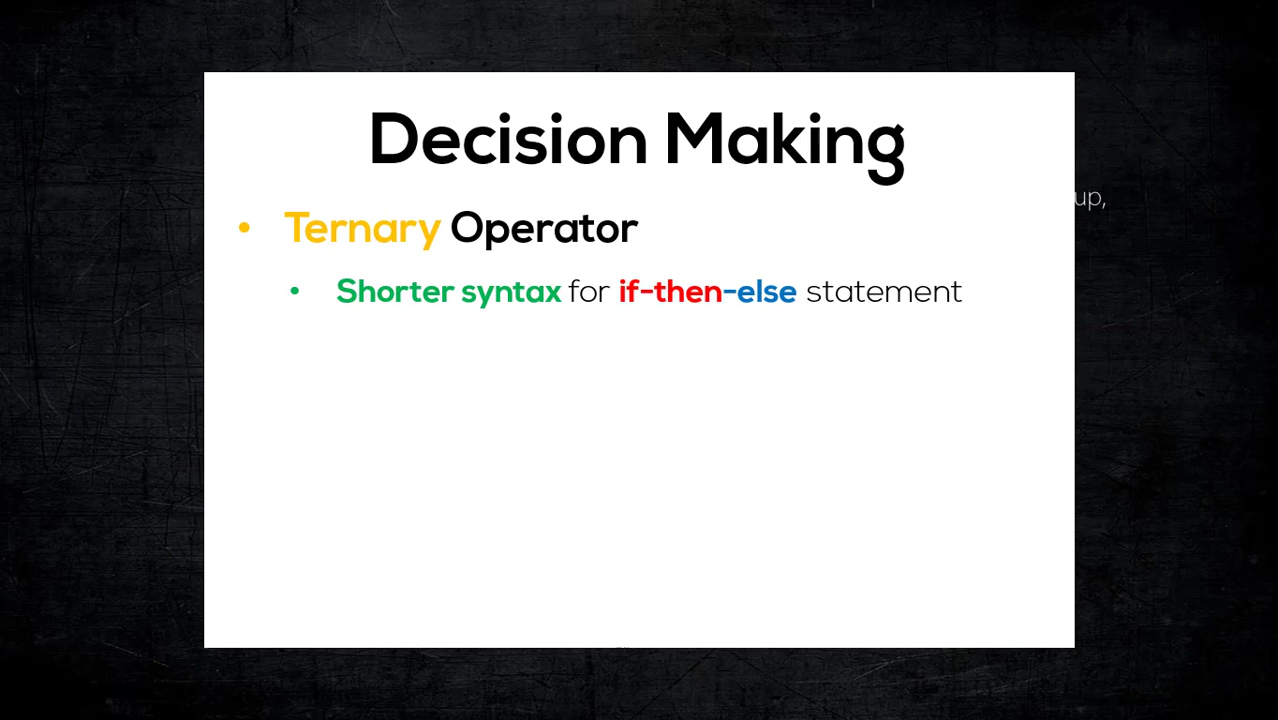 Decision Making
up,
• Ternary Operator
• Shorter syntax for if-then-else statement